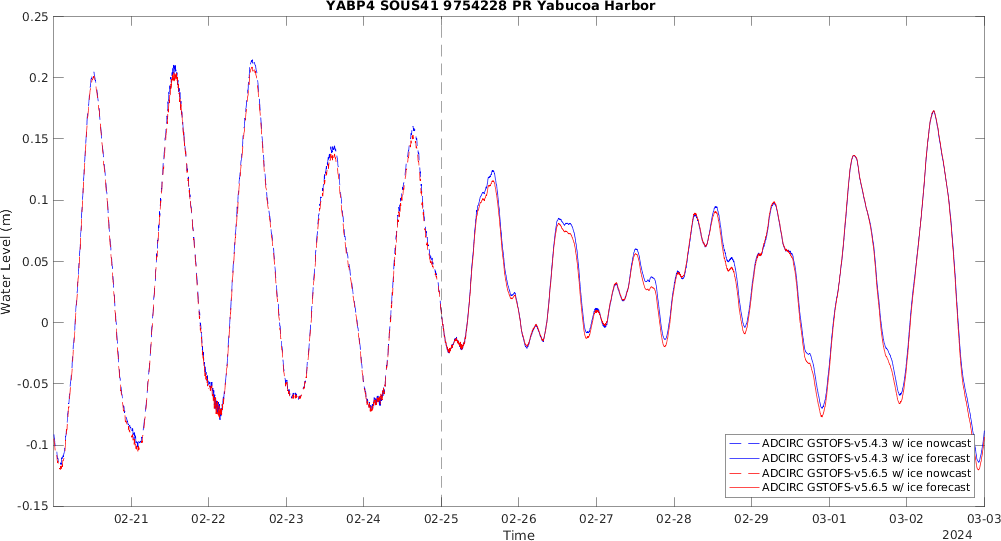 YABP4 SOUS41 9754228 PR Yabucoa Harbor
0.25
0.2
0.15
0.1
0.05
0
-0.05
-0.1
-0.15
Water Level (m)
02-21 02-22 02-23 02-24 02-25 02-26 02-27 02-28 02-29 03-01 03-02 03-03
Time
2024
ADCIRC GSTOFS-v5.4.3 w/ ice nowcast
ADCIRC GSTOFS-v5.4.3 w/ ice forecast
ADCIRC GSTOFS-v5.6.5 w/ ice nowcast
ADCIRC GSTOFS-v5.6.5 w/ ice forecast